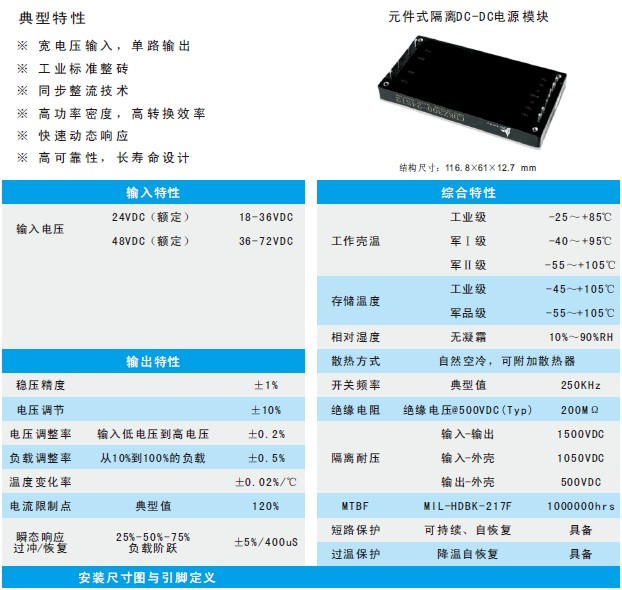 典型特性
※ 宽电压输入，单路输出
※ 工业标准整砖
※ 同步整流技术
※ 高功率密度，高转换效率
※ 快速动态响应
※ 高可靠性，长寿命设计
元件式隔离DC-DC电源模块
结构尺寸：116.8×61×12.7 mm
输入特性
输入电压 24VDC（额定） 18-36VDC
48VDC（额定） 36-72VDC
输出特性
稳压精度 ±1%
电压调节 ±10%
电压调整率 输入低电压到高电压 ±0.2%
负载调整率 从10%到100%的负载 ±0.5%
温度变化率 ±0.02%/℃
电流限制点 典型值 120%
瞬态响应 25%-50%-75%
过冲/恢复 负载阶跃 ±5%/400uS
综合特性
工作壳温 工业级 -25～+85℃
军Ⅰ级 -40～+95℃
军Ⅱ级 -55～+105℃
存储温度 工业级 -45～+105℃
军品级 -55～+105℃
相对湿度 无凝霜 10%～90%RH
散热方式 自然空冷，可附加散热器
开关频率 典型值 250KHz
绝缘电阻 绝缘电压@500VDC(Typ) 200MΩ
隔离耐压 输入-输出 1500VDC
输入-外壳 1050VDC
输出-外壳 500VDC
MTBF MIL-HDBK-217F 1000000hrs
短路保护 可持续、自恢复 具备
过温保护 降温自恢复 具备
安装尺寸图与引脚定义